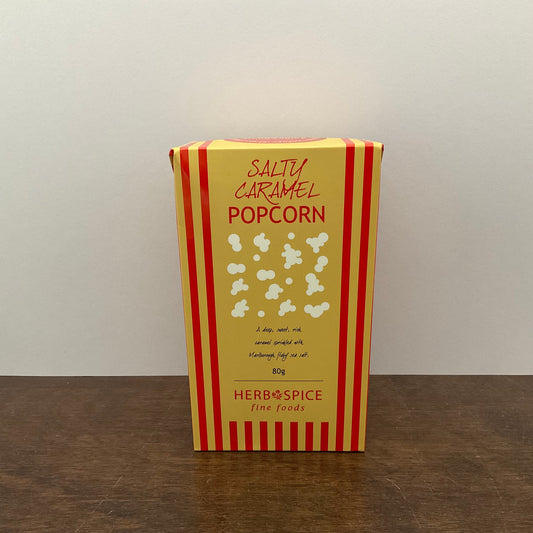 SALTY
CARAMEL
POPCORN
A deep, sweet, rich
caramel sprinkled with
Marlborough flaky sea salt.
80g
HERB SPICE
fine foods